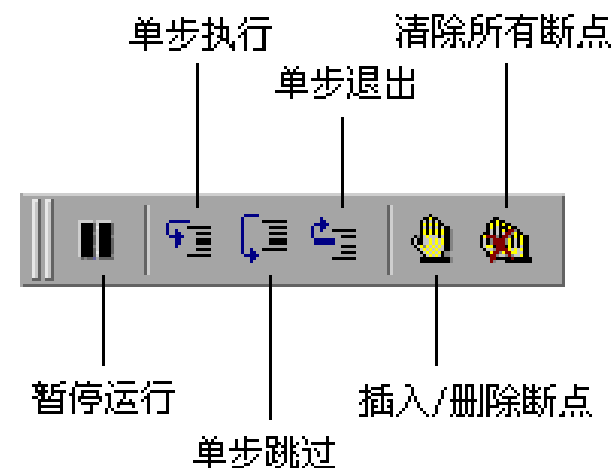 单步执行
清除所有断点
单步退出
暂停运行
插入/删除断点
单步跳过